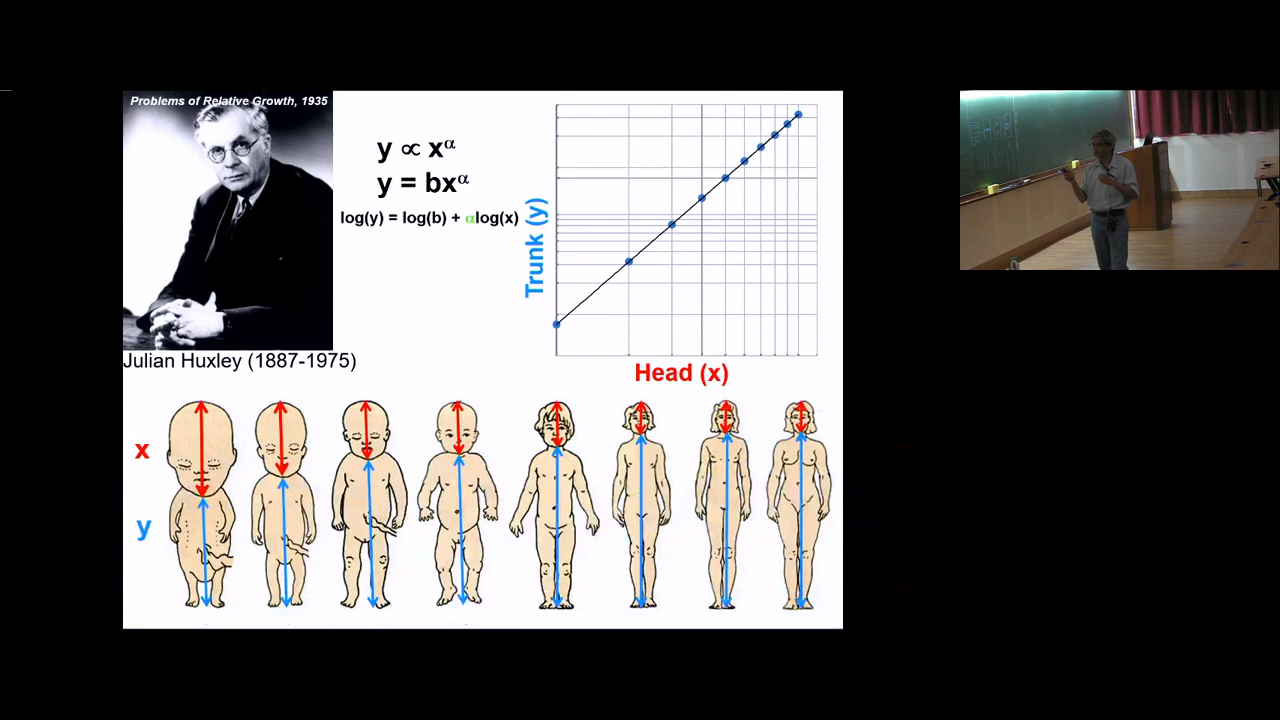 Problems of Relative Growth, 1935
y ∝ x^α
y = bx^α
log(y) = log(b) + αlog(x)
Trunk (y)
Head (x)
Julian Huxley (1887-1975)
x
y